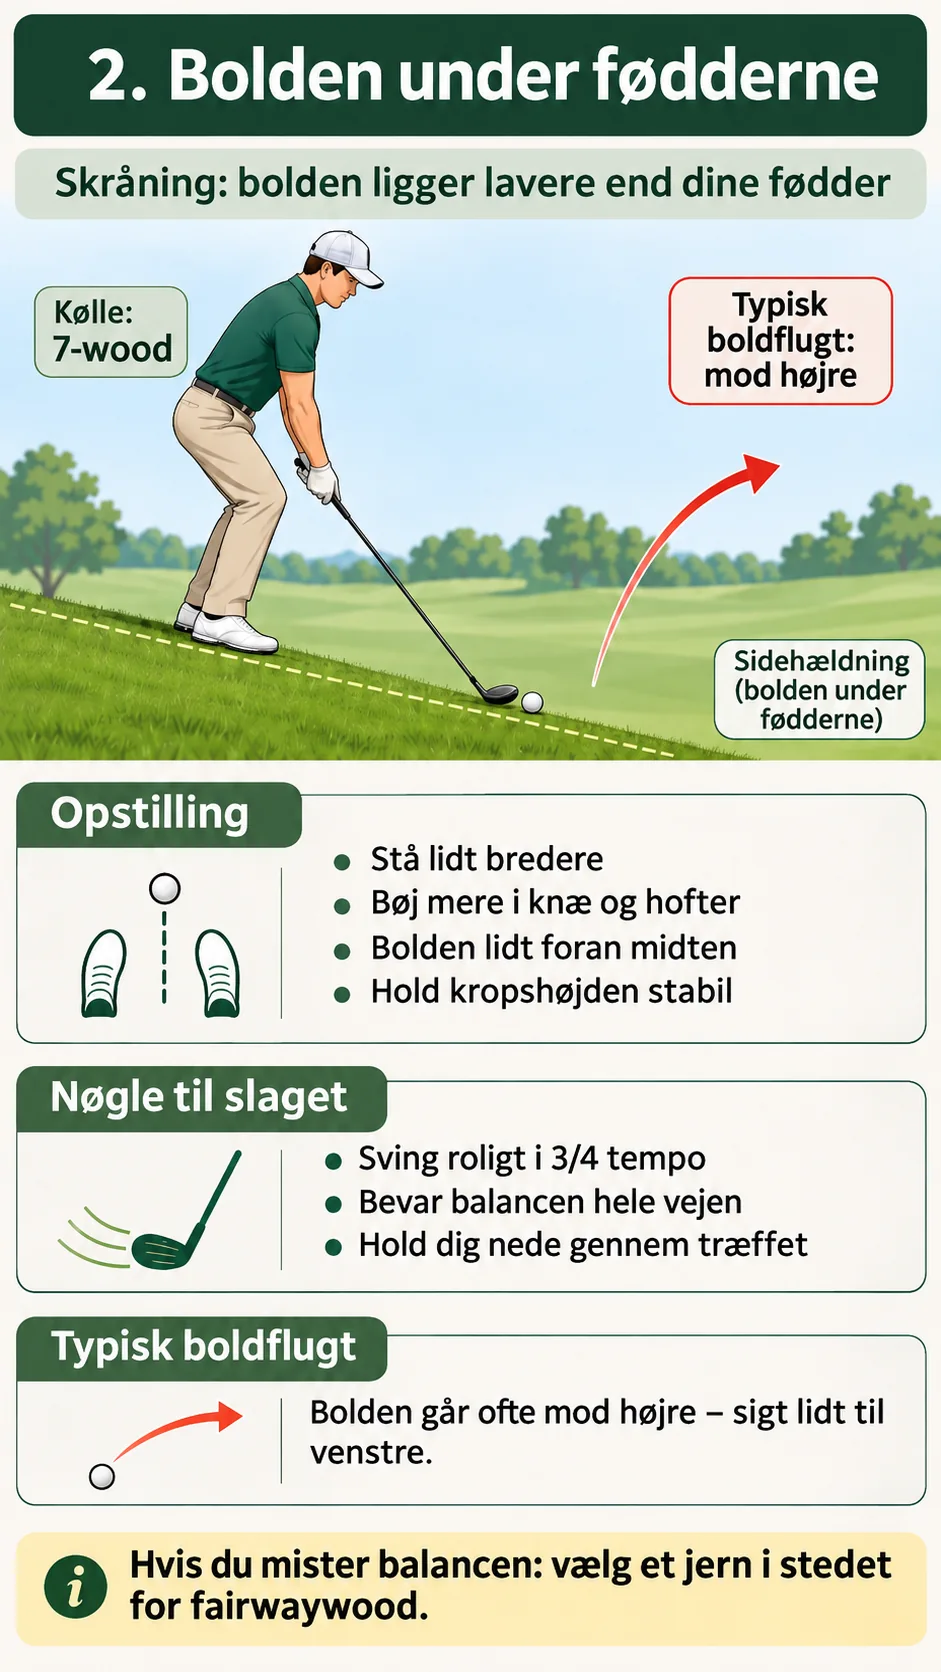 2. Bolden under fødderne
Skråning: bolden ligger lavere end dine fødder
Kølle:
7-wood
Typisk
boldflugt:
mod højre
Sidehældning
(bolden under
fødderne)
Opstilling
Stå lidt bredere
Bøj mere i knæ og hofter
Bolden lidt foran midten
Hold kropshøjden stabil
Nøgle til slaget
Sving roligt i 3/4 tempo
Bevar balancen hele vejen
Hold dig nede gennem træffet
Typisk boldflugt
Bolden går ofte mod højre – sigt lidt til
venstre.
i
Hvis du mister balancen: vælg et jern i stedet
for fairwaywood.